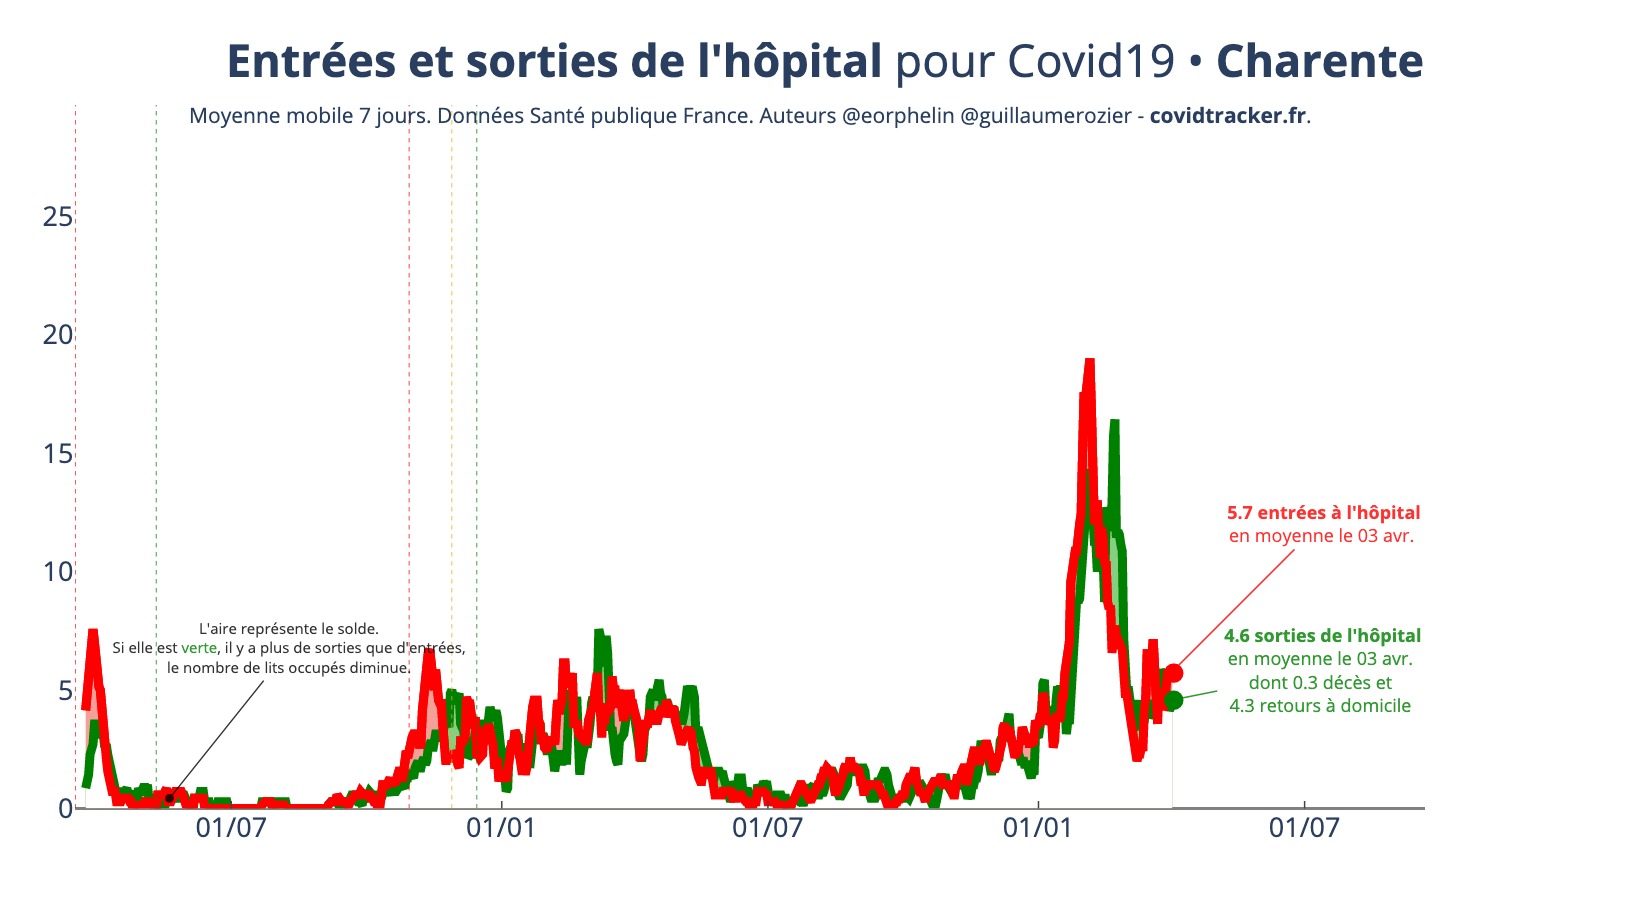 Entrées et sorties de l'hôpital pour Covid19 • Charente
Moyenne mobile 7 jours. Données Santé publique France. Auteurs @eorphelin @guillaumerozier - covidtracker.fr.
25
20
15
10
5
0
L'aire représente le solde.
Si elle est verte, il y a plus de sorties que d'entrées,
le nombre de lits occupés diminue.
5.7 entrées à l'hôpital
en moyenne le 03 avr.
4.6 sorties de l'hôpital
en moyenne le 03 avr.
dont 0.3 décès et
4.3 retours à domicile
01/07
01/01
01/07
01/01
01/07